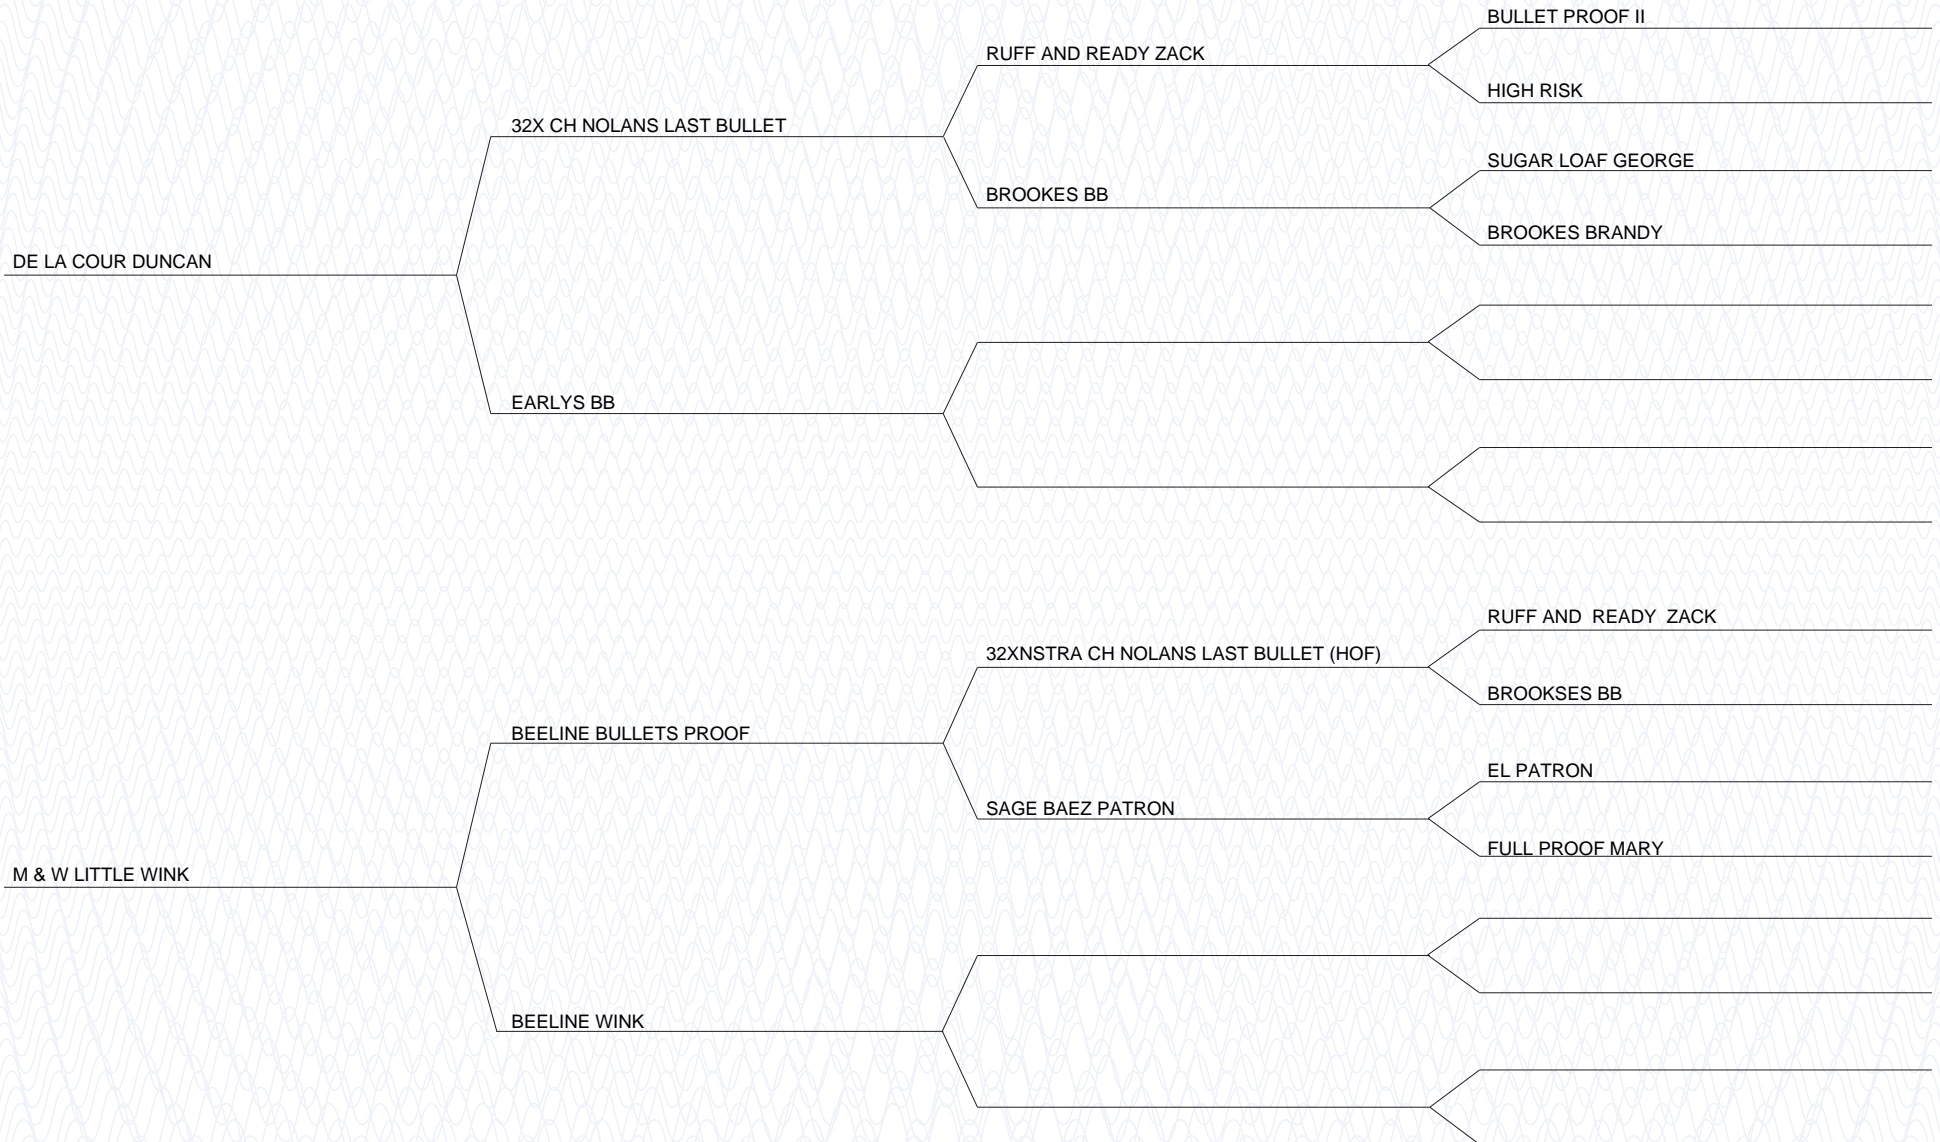 BULLET PROOF II
RUFF AND READY ZACK
HIGH RISK
32X CH NOLANS LAST BULLET
SUGAR LOAF GEORGE
BROOKES BB
BROOKES BRANDY
DE LA COUR DUNCAN
EARLYS BB
RUFF AND  READY  ZACK
32XNSTRA CH NOLANS LAST BULLET (HOF)
BROOKSES BB
BEELINE BULLETS PROOF
EL PATRON
SAGE BAEZ PATRON
FULL PROOF MARY
M & W LITTLE WINK
BEELINE WINK